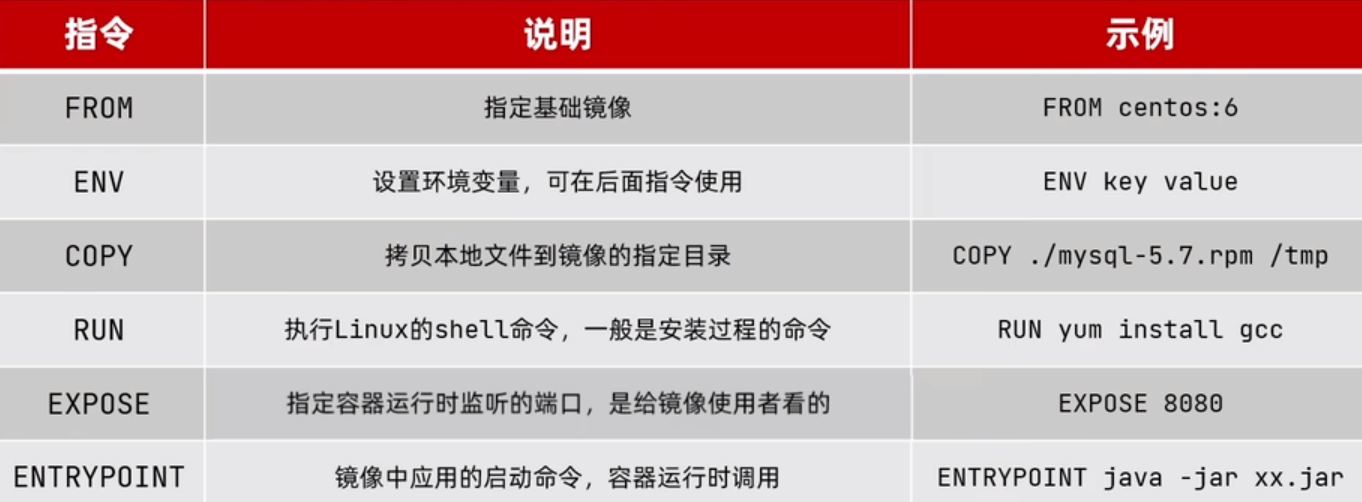 指令 说明 示例
FROM 指定基础镜像 FROM centos:6
ENV 设置环境变量，可在后面指令使用 ENV key value
COPY 拷贝本地文件到镜像的指定目录 COPY ./mysql-5.7.rpm /tmp
RUN 执行Linux的shell命令，一般是安装过程的命令 RUN yum install gcc
EXPOSE 指定容器运行时监听的端口，是给镜像使用者看的 EXPOSE 8080
ENTRYPOINT 镜像中应用的启动命令，容器运行时调用 ENTRYPOINT java -jar xx.jar